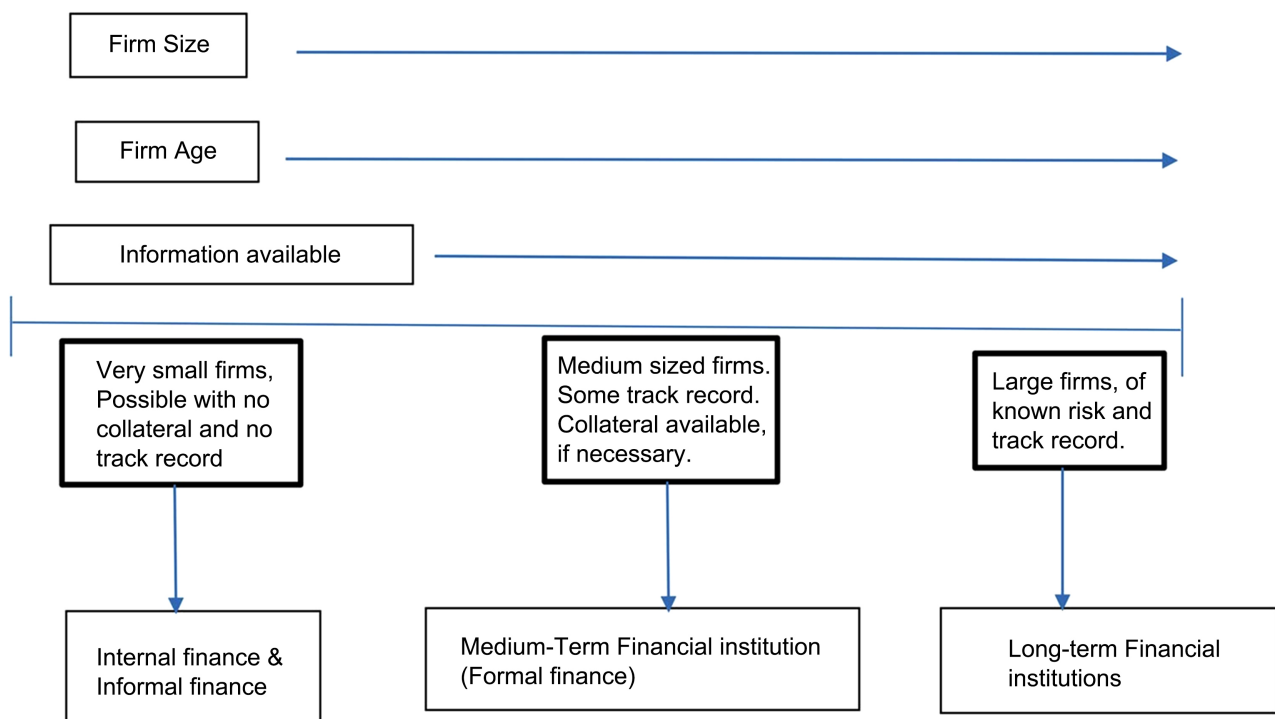 Firm Size
Firm Age
Information available
Very small firms,
Possible with no
collateral and no
track record
Medium sized firms.
Some track record.
Collateral available,
if necessary.
Large firms, of
known risk and
track record.
Internal finance &
Informal finance
Medium-Term Financial institution
(Formal finance)
Long-term Financial
institutions